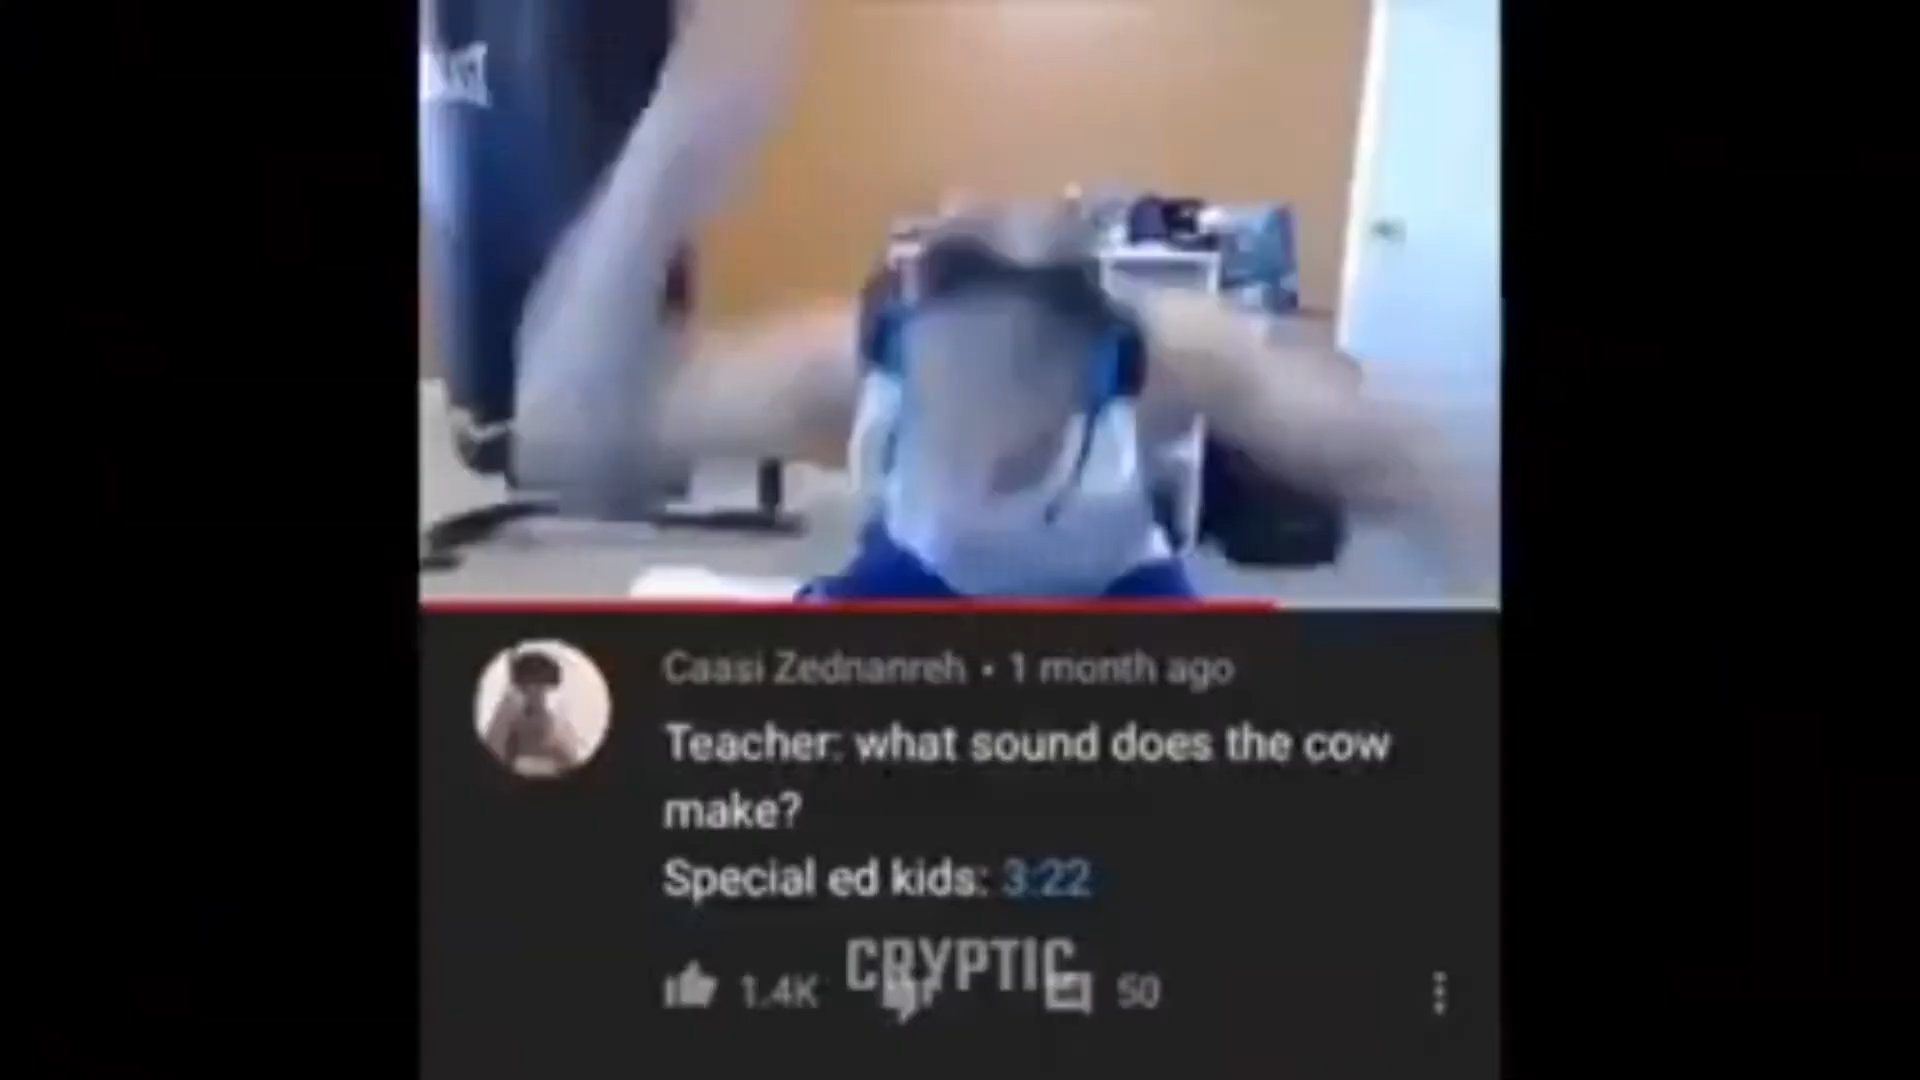 Caasi Zednanreh • 1 month ago
Teacher: what sound does the cow
make?
Special ed kids: 3:22
CRYPTIC
1.4K
50